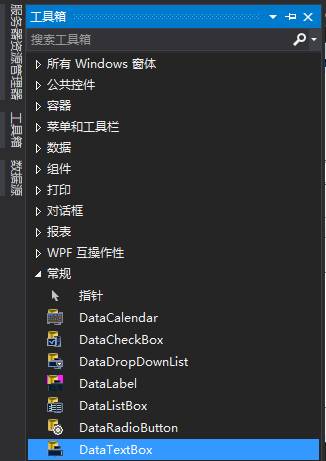 服务器资源管理器
工具箱
数据源
工具箱
搜索工具箱
所有 Windows 窗体
公共控件
容器
菜单和工具栏
数据
组件
打印
对话框
报表
WPF 互操作性
常规
指针
DataCalendar
DataCheckBox
DataDropDownList
DataLabel
DataListBox
DataRadioButton
DataTextBox